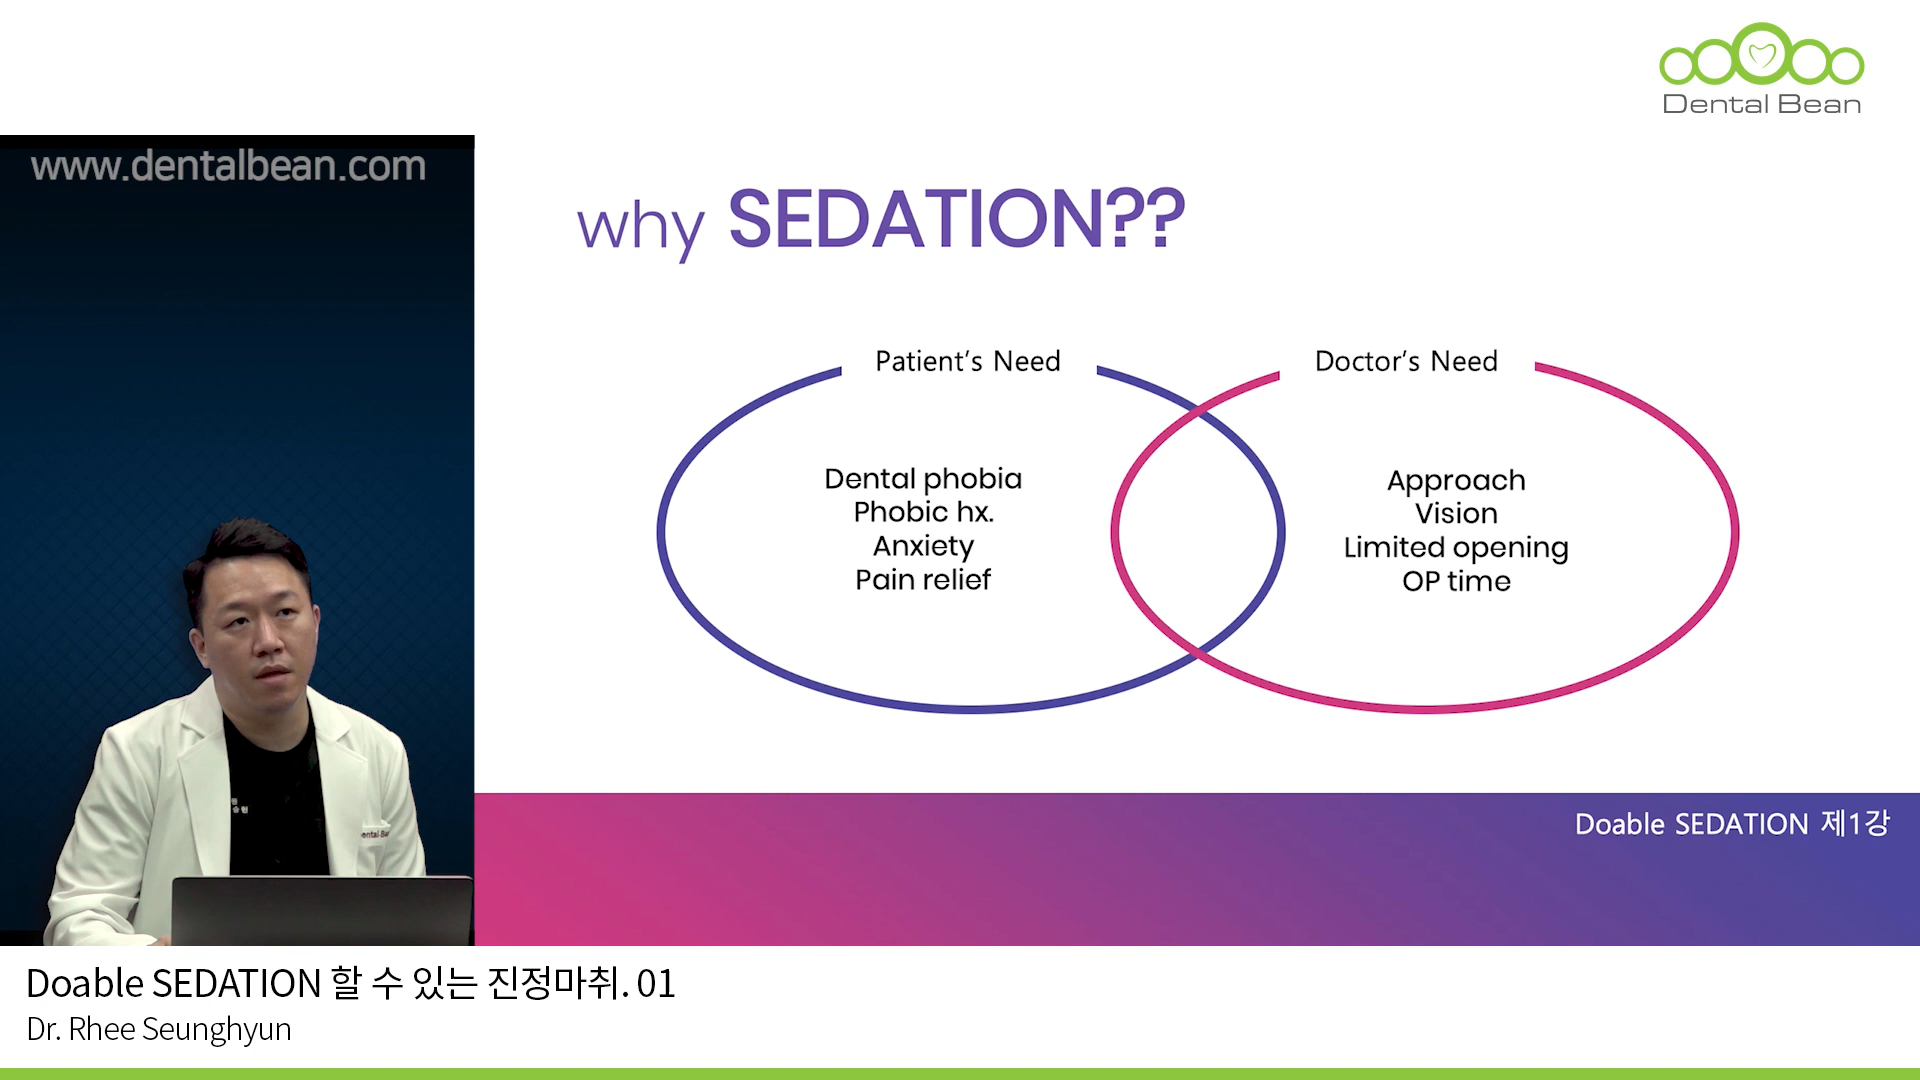 Dental Bean
www.dentalbean.com
why SEDATION??
Patient's Need
Doctor's Need
Dental phobia
Phobic hx.
Anxiety
Pain relief
Approach
Vision
Limited opening
OP time
Doable SEDATION 제1강
Doable SEDATION 할 수 있는 진정마취. 01
Dr. Rhee Seunghyun